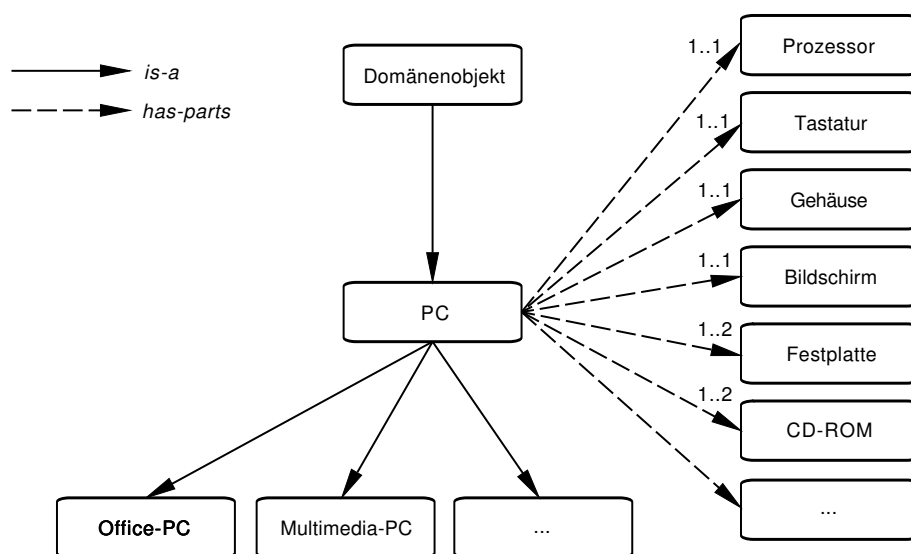 is-a
has-parts
Domänenobjekt
PC
Office-PC
Multimedia-PC
...
1..1
Prozessor
1..1
Tastatur
1..1
Gehäuse
1..1
Bildschirm
1..2
Festplatte
1..2
CD-ROM
...